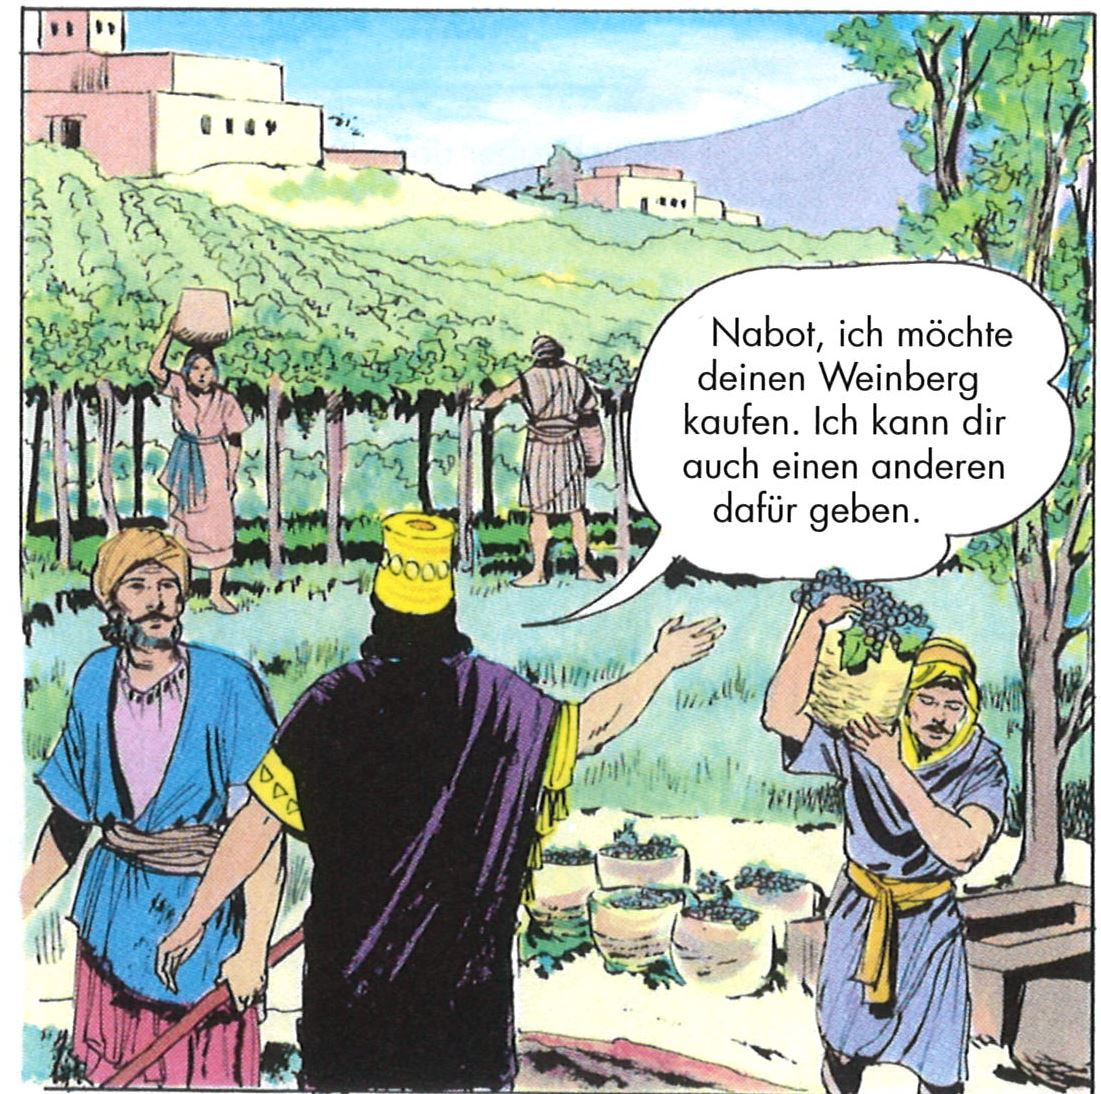 Nabot, ich möchte
deinen Weinberg
kaufen. Ich kann dir
auch einen anderen
dafür geben.